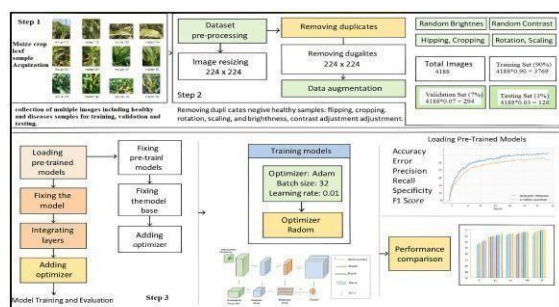 Step 1
Maize crop leaf sample Acquization
collection of multiple images including healthy and diseases samples for training, validation and testing.
Dataset pre-processing
Image resizing
224 x 224
Step 2
Removing duplicates
Removing dugalites
224 x 224
Data augmentation
Removing dupli cates negive healthy samples: flipping, cropping,
rotation, scaling, and brightness, contrast adjustment adjustment.
Random Brightnes
Random Contrast
Hipping, Cropping
Rotation, Scaling
Total Images
4188
Training Set (90%)
4188*0.90 = 3769
Validation Set (7%)
4188*0.07 = 294
Testing Set (3%)
4188*0.03 = 126
Loading pre-trained models
Fixing the model
Integrating layers
Adding optimizer
Model Training and Evaluation
Fixing pre-trainl models
Fixing themodel base
Adding optimizer
Step 3
Training models
Optimizer: Adam
Batch size: 32
Learning rate: 0.01
Optimizer
Radom
Loading Pre-Trained Models
Accuracy
Error
Precision
Recall
Specificity
F1 Score
Performance comparison